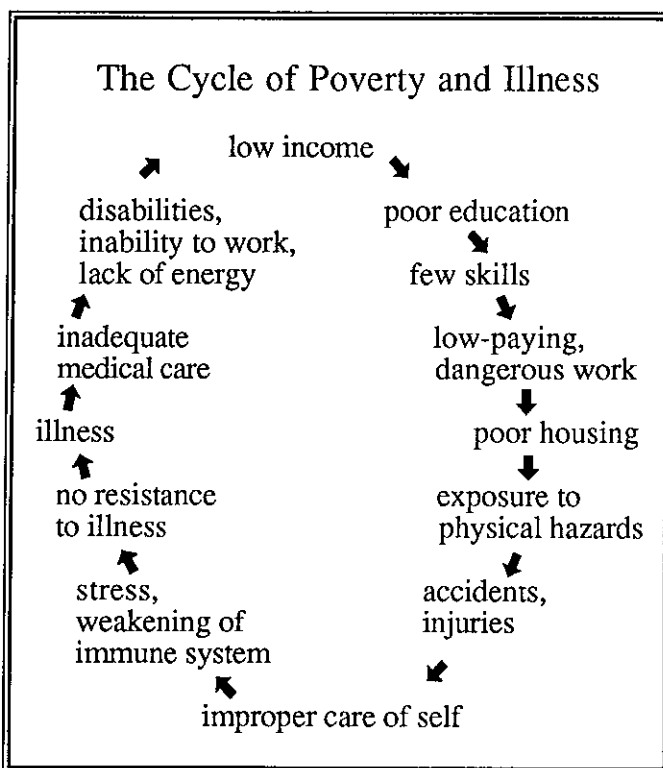 The Cycle of Poverty and Illness
low income
poor education
few skills
low-paying,
dangerous work
poor housing
exposure to
physical hazards
accidents,
injuries
improper care of self
stress,
weakening of
immune system
no resistance
to illness
illness
inadequate
medical care
disabilities,
inability to work,
lack of energy